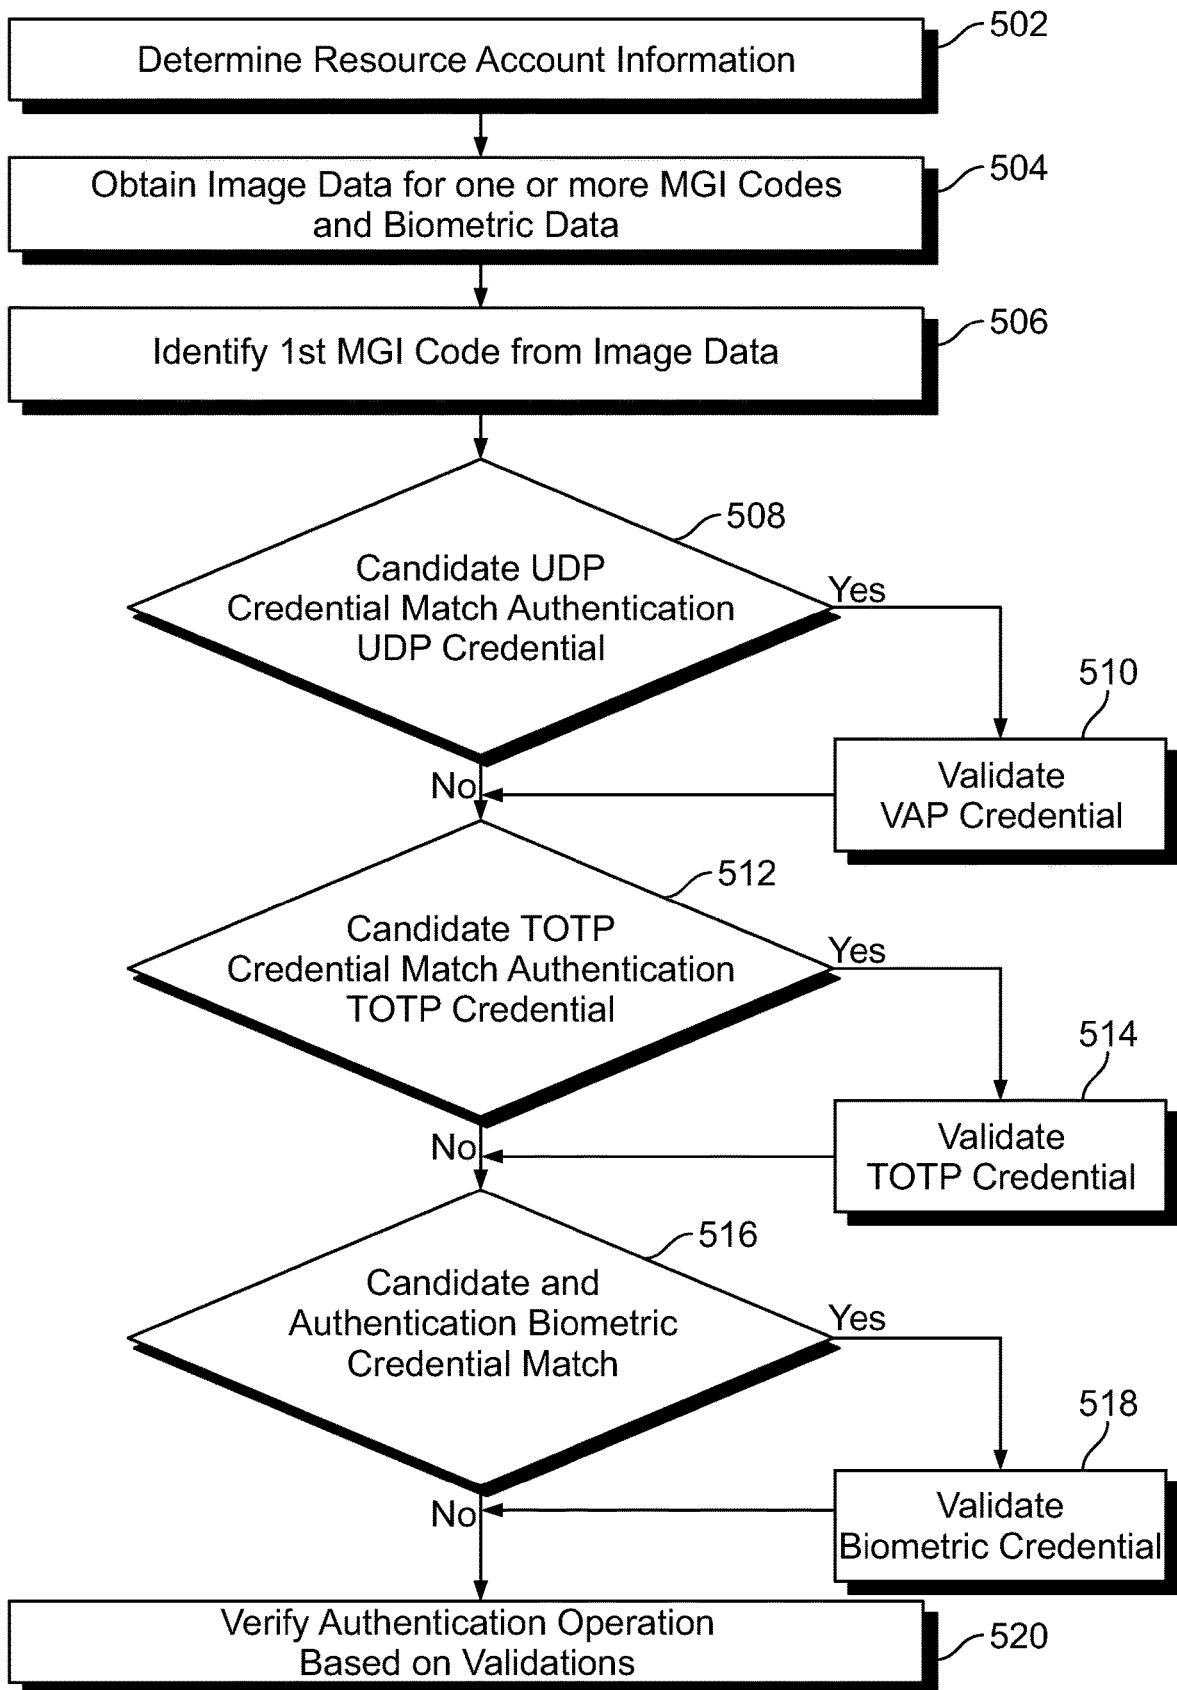 502
Determine Resource Account Information
504
Obtain Image Data for one or more MGI Codes
and Biometric Data
506
Identify 1st MGI Code from Image Data
508
Candidate UDP
Credential Match Authentication
UDP Credential
Yes
510
Validate
VAP Credential
No
512
Candidate TOTP
Credential Match Authentication
TOTP Credential
Yes
514
Validate
TOTP Credential
No
516
Candidate and
Authentication Biometric
Credential Match
Yes
518
Validate
Biometric Credential
No
Verify Authentication Operation
Based on Validations
520